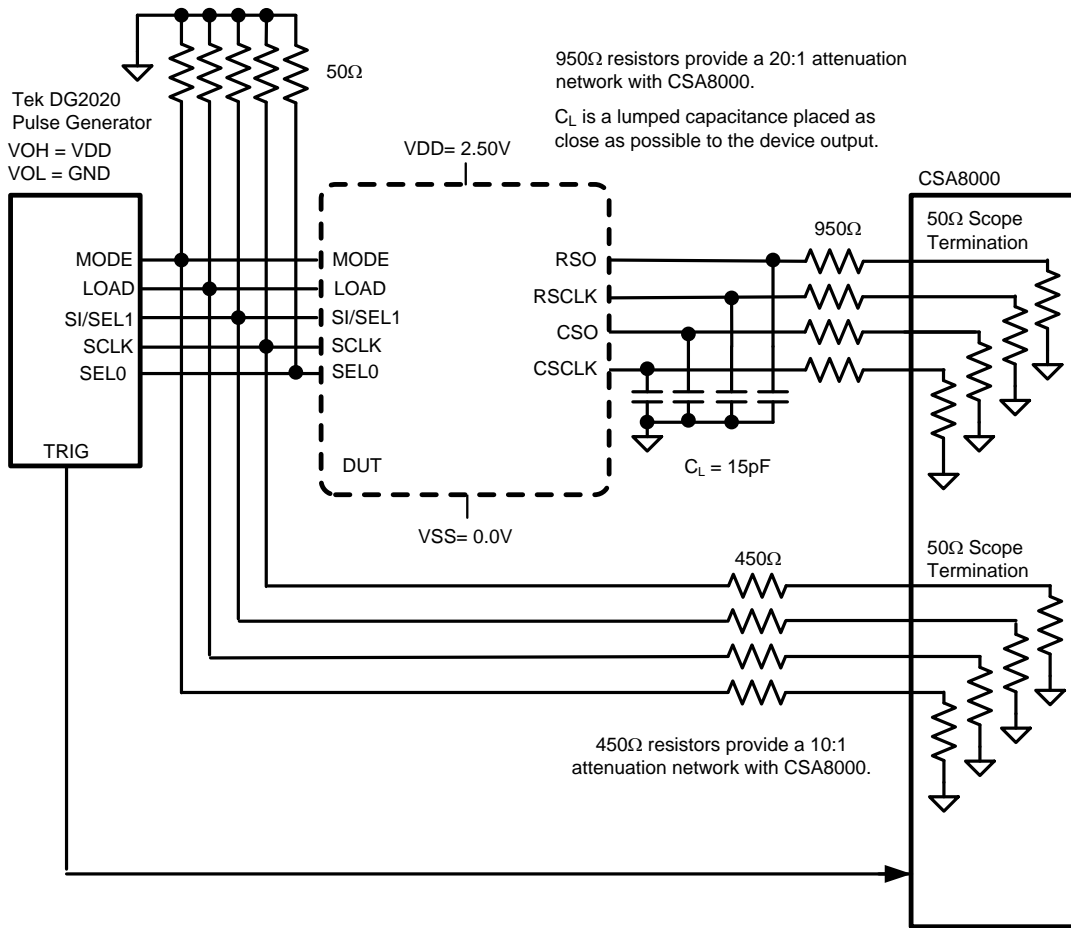 50Ω
950Ω resistors provide a 20:1 attenuation
network with CSA8000.
C_L is a lumped capacitance placed as
close as possible to the device output.
Tek DG2020
Pulse Generator
VOH = VDD
VOL = GND
VDD= 2.50V
CSA8000
50Ω Scope
Termination
950Ω
MODE
LOAD
SI/SEL1
SCLK
SEL0
TRIG
MODE
LOAD
SI/SEL1
SCLK
SEL0
DUT
RSO
RSCLK
CSO
CSCLK
C_L = 15pF
VSS= 0.0V
450Ω
50Ω Scope
Termination
450Ω resistors provide a 10:1
attenuation network with CSA8000.